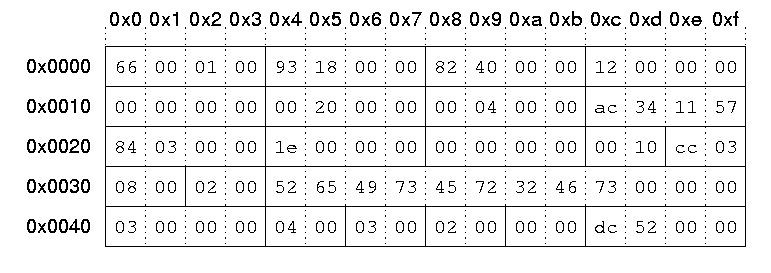 0x0 0x1 0x2 0x3 0x4 0x5 0x6 0x7 0x8 0x9 0xa 0xb 0xc 0xd 0xe 0xf
0x0000 66 00 01 00 93 18 00 00 82 40 00 00 12 00 00 00
0x0010 00 00 00 00 00 20 00 00 00 04 00 00 ac 34 11 57
0x0020 84 03 00 00 1e 00 00 00 00 00 00 00 00 10 cc 03
0x0030 08 00 02 00 52 65 49 73 45 72 32 46 73 00 00 00
0x0040 03 00 00 00 04 00 03 00 02 00 00 00 dc 52 00 00